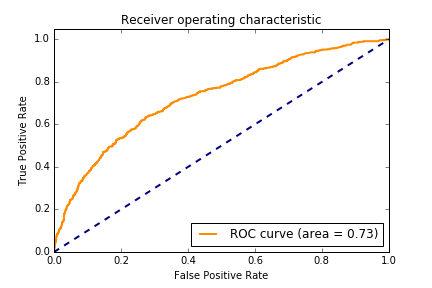 Receiver operating characteristic
True Positive Rate
1.0
0.8
0.6
0.4
0.2
0.0
0.0 0.2 0.4 0.6 0.8 1.0
False Positive Rate
ROC curve (area = 0.73)